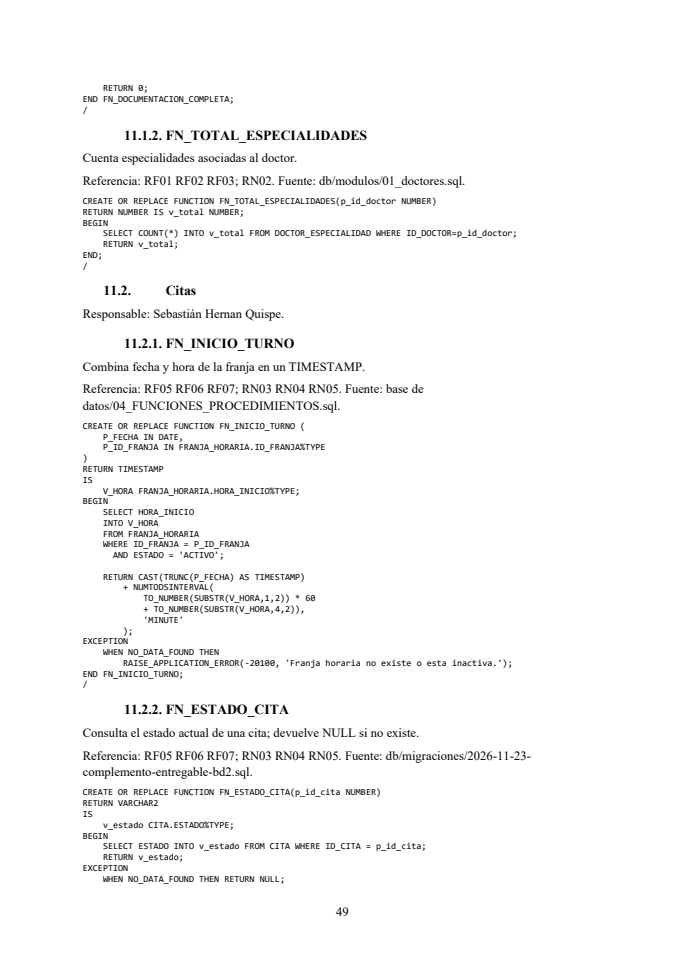 RETURN 0;
END FN_DOCUMENTACION_COMPLETA;
/
11.1.2. FN_TOTAL_ESPECIALIDADES
Cuenta especialidades asociadas al doctor.
Referencia: RF01 RF02 RF03; RN02. Fuente: db/modulos/01_doctores.sql.
CREATE OR REPLACE FUNCTION FN_TOTAL_ESPECIALIDADES(p_id_doctor NUMBER)
RETURN NUMBER IS v_total NUMBER;
BEGIN
    SELECT COUNT(*) INTO v_total FROM DOCTOR_ESPECIALIDAD WHERE ID_DOCTOR=p_id_doctor;
    RETURN v_total;
END;
/
11.2. Citas
Responsable: Sebastián Hernan Quispe.
11.2.1. FN_INICIO_TURNO
Combina fecha y hora de la franja en un TIMESTAMP.
Referencia: RF05 RF06 RF07; RN03 RN04 RN05. Fuente: base de
datos/04_FUNCIONES_PROCEDIMIENTOS.sql.
CREATE OR REPLACE FUNCTION FN_INICIO_TURNO (
    P_FECHA IN DATE,
    P_ID_FRANJA IN FRANJA_HORARIA.ID_FRANJA%TYPE
)
RETURN TIMESTAMP
IS
    V_HORA FRANJA_HORARIA.HORA_INICIO%TYPE;
BEGIN
    SELECT HORA_INICIO
    INTO V_HORA
    FROM FRANJA_HORARIA
    WHERE ID_FRANJA = P_ID_FRANJA
      AND ESTADO = 'ACTIVO';
    RETURN CAST(TRUNC(P_FECHA) AS TIMESTAMP)
        + NUMTODSINTERVAL(
            TO_NUMBER(SUBSTR(V_HORA,1,2)) * 60
            + TO_NUMBER(SUBSTR(V_HORA,4,2)),
            'MINUTE'
        );
EXCEPTION
    WHEN NO_DATA_FOUND THEN
        RAISE_APPLICATION_ERROR(-20100, 'Franja horaria no existe o esta inactiva.');
END FN_INICIO_TURNO;
/
11.2.2. FN_ESTADO_CITA
Consulta el estado actual de una cita; devuelve NULL si no existe.
Referencia: RF05 RF06 RF07; RN03 RN04 RN05. Fuente: db/migraciones/2026-11-23-
complemento-entregable-bd2.sql.
CREATE OR REPLACE FUNCTION FN_ESTADO_CITA(p_id_cita NUMBER)
RETURN VARCHAR2
IS
    v_estado CITA.ESTADO%TYPE;
BEGIN
    SELECT ESTADO INTO v_estado FROM CITA WHERE ID_CITA = p_id_cita;
    RETURN v_estado;
EXCEPTION
    WHEN NO_DATA_FOUND THEN RETURN NULL;
49